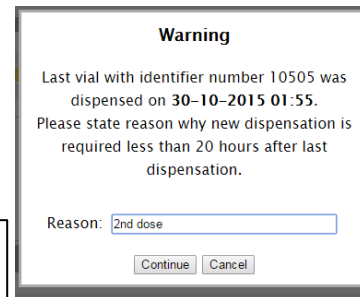 Warning
Last vial with identifier number 10505 was
dispensed on 30-10-2015 01:55.
Please state reason why new dispensation is
required less than 20 hours after last
dispensation.
Reason: 2nd dose
Continue Cancel